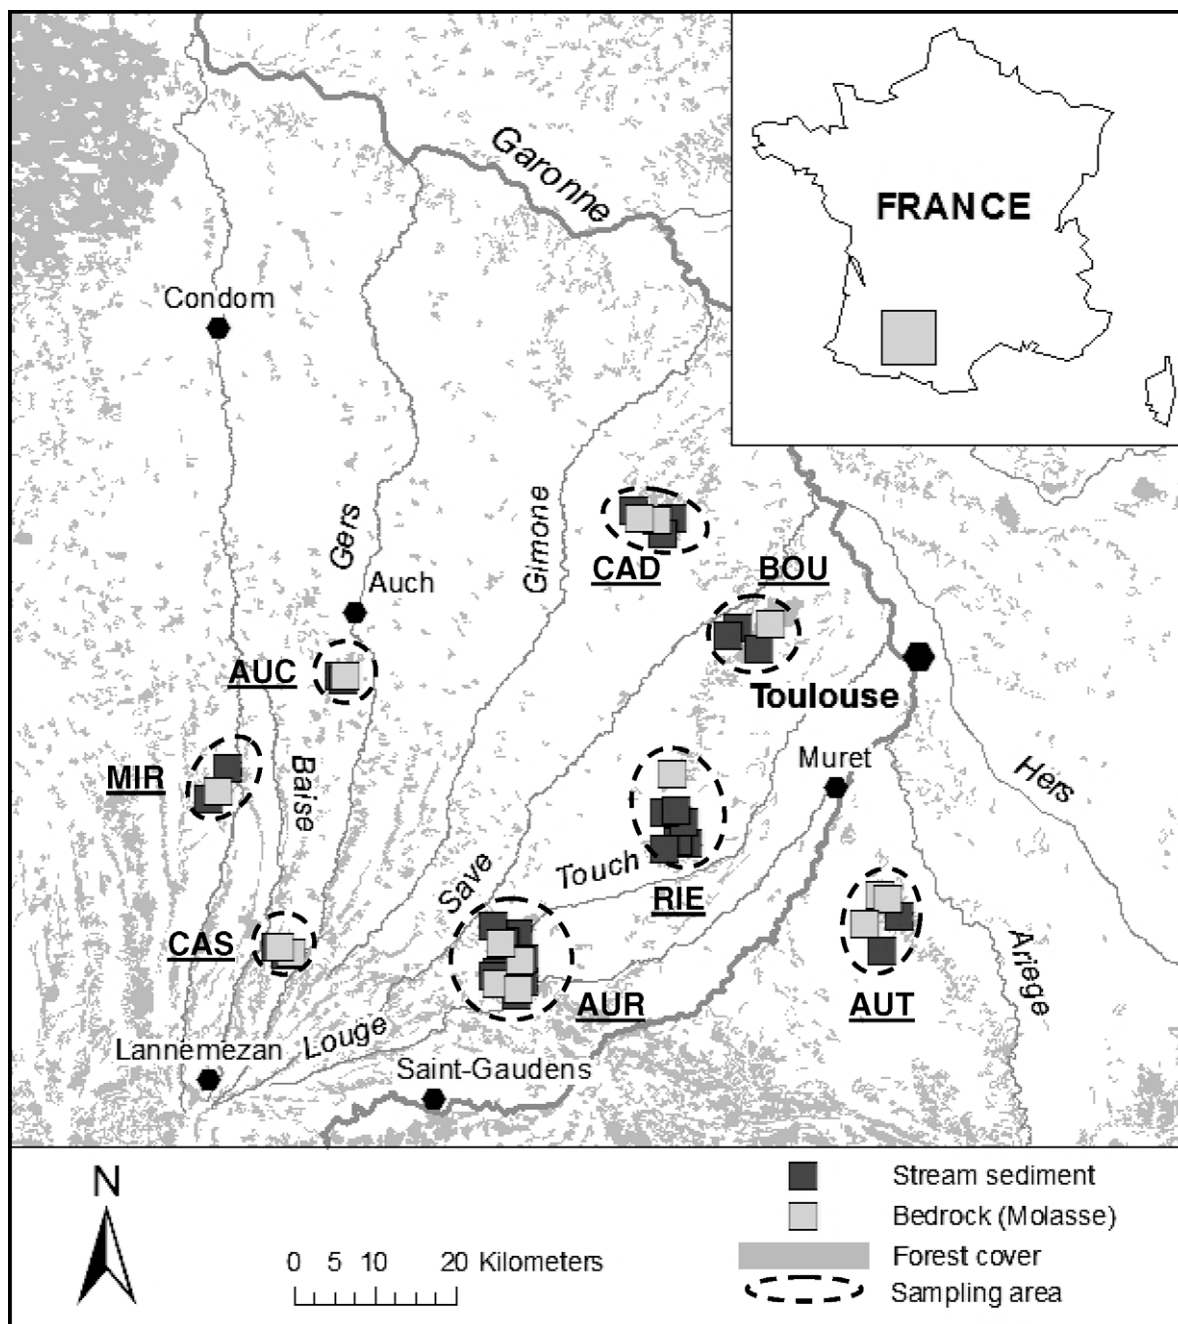 Garonne
FRANCE
Condom
Gers
Gimone
CAD
BOU
Auch
AUC
Toulouse
Muret
Hers
MIR
Baise
Save
Touch
RIE
CAS
AUR
AUT
Ariege
Louge
Lannemezan
Saint-Gaudens
N
0 5 10 20 Kilometers
Stream sediment
Bedrock (Molasse)
Forest cover
Sampling area